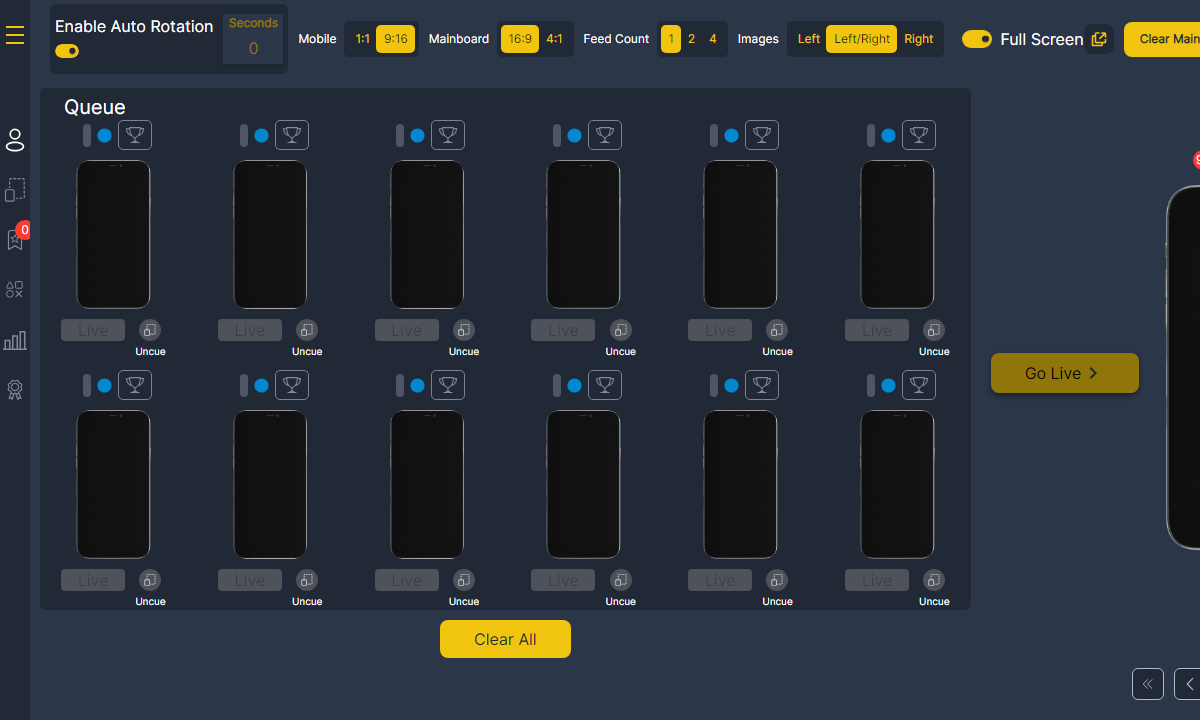 Enable Auto Rotation
Seconds
0
Mobile 1:1 9:16 Mainboard 16:9 4:1 Feed Count 1 2 4 Images Left Left/Right Right Full Screen Clear Main
Queue
0
Live Live Live Live Live Live
Uncue Uncue Uncue Uncue Uncue Uncue
Go Live
Live Live Live Live Live Live
Uncue Uncue Uncue Uncue Uncue Uncue
Clear All